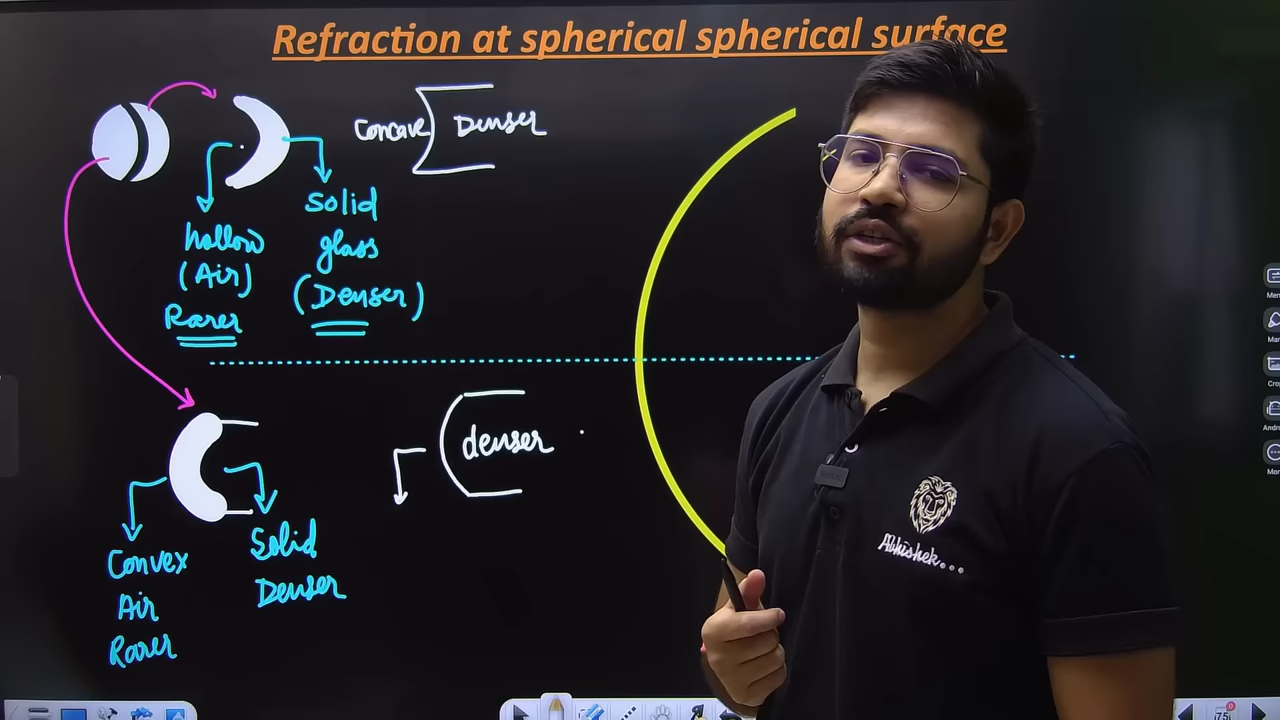 Refraction at spherical spherical surface
Concave
Denser
hollow
(Air)
Rarer
Solid
glass
(Denser)
denser
Convex
Air
Rarer
Solid
Denser
Abhishek...
75